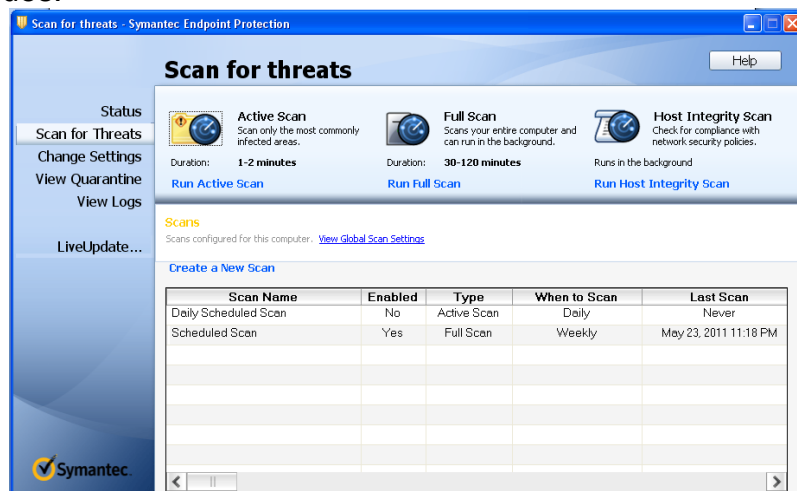 Scan for threats - Symantec Endpoint Protection
Scan for threats
Help
Status
Scan for Threats
Change Settings
View Quarantine
View Logs
LiveUpdate...
Active Scan
Scan only the most commonly
infected areas.
Duration: 1-2 minutes
Run Active Scan
Full Scan
Scans your entire computer and
can run in the background.
Duration: 30-120 minutes
Run Full Scan
Host Integrity Scan
Check for compliance with
network security policies.
Runs in the background
Run Host Integrity Scan
Scans
Scans configured for this computer. View Global Scan Settings
Create a New Scan
Scan Name Enabled Type When to Scan Last Scan
Daily Scheduled Scan No Active Scan Daily Never
Scheduled Scan Yes Full Scan Weekly May 23, 2011 11:18 PM
Symantec.